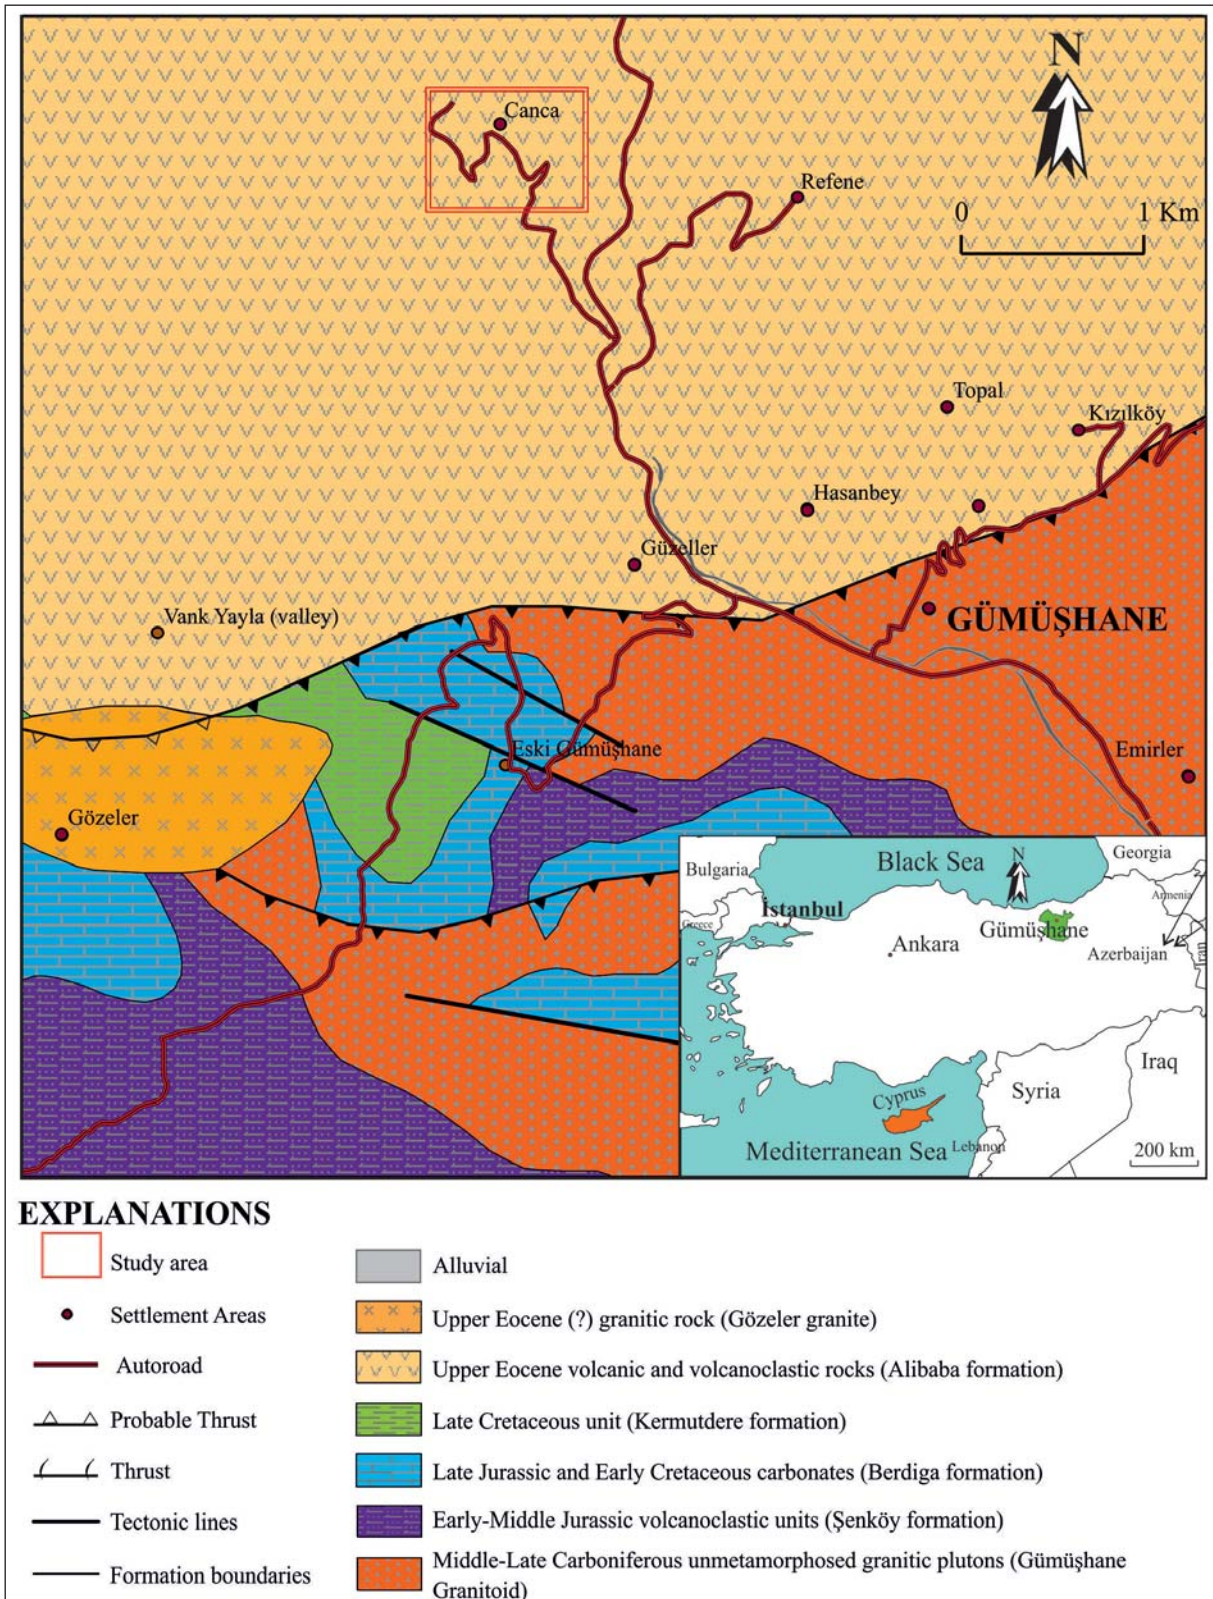 Canca
N
Refene
0 1 Km
Topal
Kızılköy
Hasanbey
Güzeller
Vank Yayla (valley)
GÜMÜŞHANE
Eski Gümüşhane
Emirler
Gözeler
Bulgaria
Black Sea
N
Georgia
Armenia
İstanbul
Greece
Ankara
Gümüşhane
Azerbaijan
Iran
Iraq
Syria
Cyprus
Mediterranean Sea
Lebanon
200 km
EXPLANATIONS
Study area
Settlement Areas
Autoroad
Probable Thrust
Thrust
Tectonic lines
Formation boundaries
Alluvial
Upper Eocene (?) granitic rock (Gözeler granite)
Upper Eocene volcanic and volcanoclastic rocks (Alibaba formation)
Late Cretaceous unit (Kermutdere formation)
Late Jurassic and Early Cretaceous carbonates (Berdiga formation)
Early-Middle Jurassic volcanoclastic units (Şenköy formation)
Middle-Late Carboniferous unmetamorphosed granitic plutons (Gümüşhane
Granitoid)